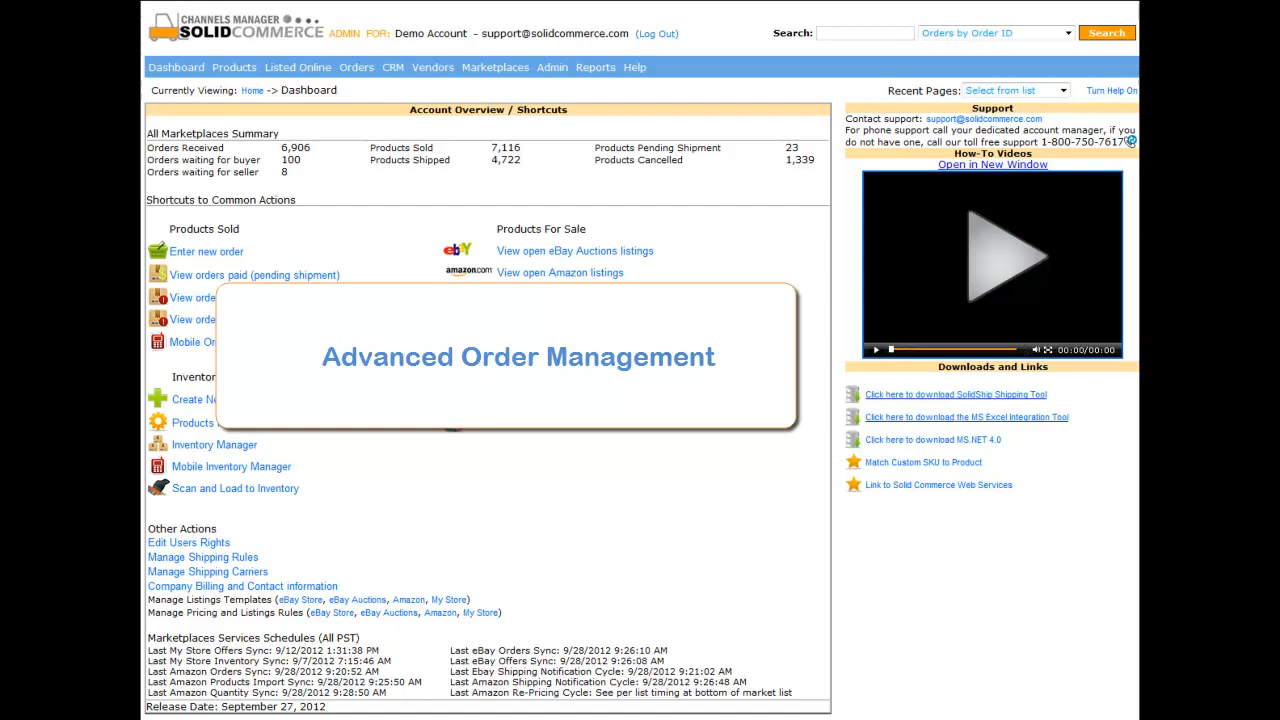 CHANNELS MANAGER
SOLIDCOMMERCE
ADMIN FOR: Demo Account - support@solidcommerce.com (Log Out)
Search: Orders by Order ID Search
Dashboard Products Listed Online Orders CRM Vendors Marketplaces Admin Reports Help
Currently Viewing: Home -> Dashboard
Recent Pages: Select from list Turn Help On
Account Overview / Shortcuts
All Marketplaces Summary
Orders Received 6,906 Products Sold 7,116 Products Pending Shipment 23
Orders waiting for buyer 100 Products Shipped 4,722 Products Cancelled 1,339
Orders waiting for seller 8
Shortcuts to Common Actions
Products Sold Products For Sale
Enter new order ebY View open eBay Auctions listings
View orders paid (pending shipment) amazon.com View open Amazon listings
View orde
View orde
Mobile Or
Advanced Order Management
Inventor
Create Ne
Products
Inventory Manager
Mobile Inventory Manager
Scan and Load to Inventory
Other Actions
Edit Users Rights
Manage Shipping Rules
Manage Shipping Carriers
Company Billing and Contact information
Manage Listings Templates (eBay Store, eBay Auctions, Amazon, My Store)
Manage Pricing and Listings Rules (eBay Store, eBay Auctions, Amazon, My Store)
Marketplaces Services Schedules (All PST)
Last My Store Offers Sync: 9/12/2012 1:31:38 PM Last eBay Orders Sync: 9/28/2012 9:26:10 AM
Last My Store Inventory Sync: 9/7/2012 7:15:46 AM Last eBay Offers Sync: 9/28/2012 9:26:08 AM
Last Amazon Orders Sync: 9/28/2012 9:20:52 AM Last Ebay Shipping Notification Cycle: 9/28/2012 9:21:02 AM
Last Amazon Products Import Sync: 9/28/2012 9:25:50 AM Last Amazon Shipping Notification Cycle: 9/28/2012 9:26:48 AM
Last Amazon Quantity Sync: 9/28/2012 9:28:50 AM Last Amazon Re-Pricing Cycle: See per list timing at bottom of market list
Release Date: September 27, 2012
Support
Contact support: support@solidcommerce.com
For phone support call your dedicated account manager, if you
do not have one, call our toll free support 1-800-750-7617
How-To Videos
Open in New Window
00:00/00:00
Downloads and Links
Click here to download SolidShip Shipping Tool
Click here to download the MS Excel Integration Tool
Click here to download MS.NET 4.0
Match Custom SKU to Product
Link to Solid Commerce Web Services